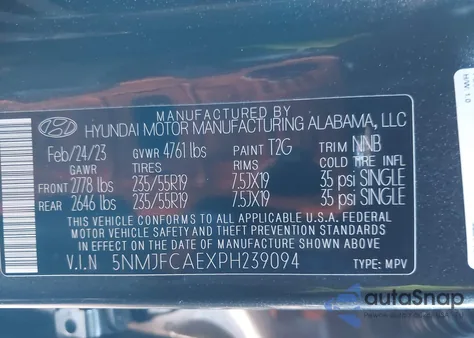 H/W 1.0
MANUFACTURED BY
HYUNDAI MOTOR MANUFACTURING ALABAMA, LLC
Feb/24/23 GVWR 4761 lbs PAINT T2G TRIM NNB
GAWR TIRES RIMS COLD TIRE INFL
FRONT 2778 lbs 235/55R19 7.5JX19 35 psi SINGLE
REAR 2646 lbs 235/55R19 7.5JX19 35 psi SINGLE
THIS VEHICLE CONFORMS TO ALL APPLICABLE U.S.A. FEDERAL
MOTOR VEHICLE SAFETY AND THEFT PREVENTION STANDARDS
IN EFFECT ON THE DATE OF MANUFACTURE SHOWN ABOVE.
V.I.N 5NMJFCAEXPH239094 TYPE: MPV
autoSnap